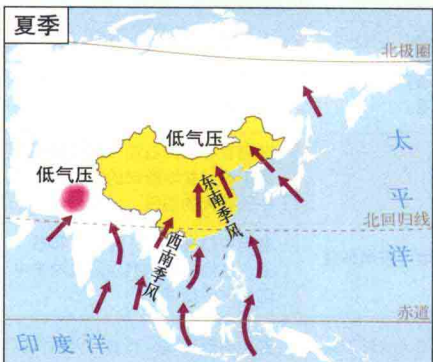 夏季
北极圈
低气压
低气压
太平洋
东南季风
北回归线
西南季风
赤道
印度洋